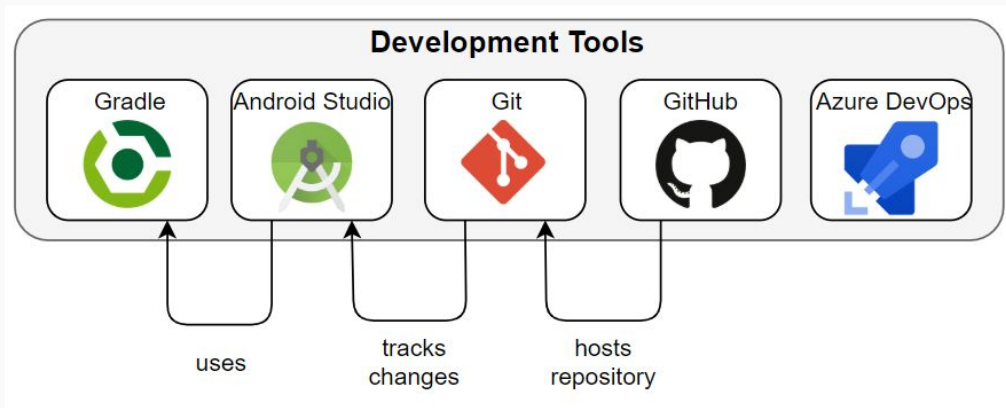 Development Tools
Gradle
Android Studio
Git
GitHub
Azure DevOps
uses
tracks
changes
hosts
repository